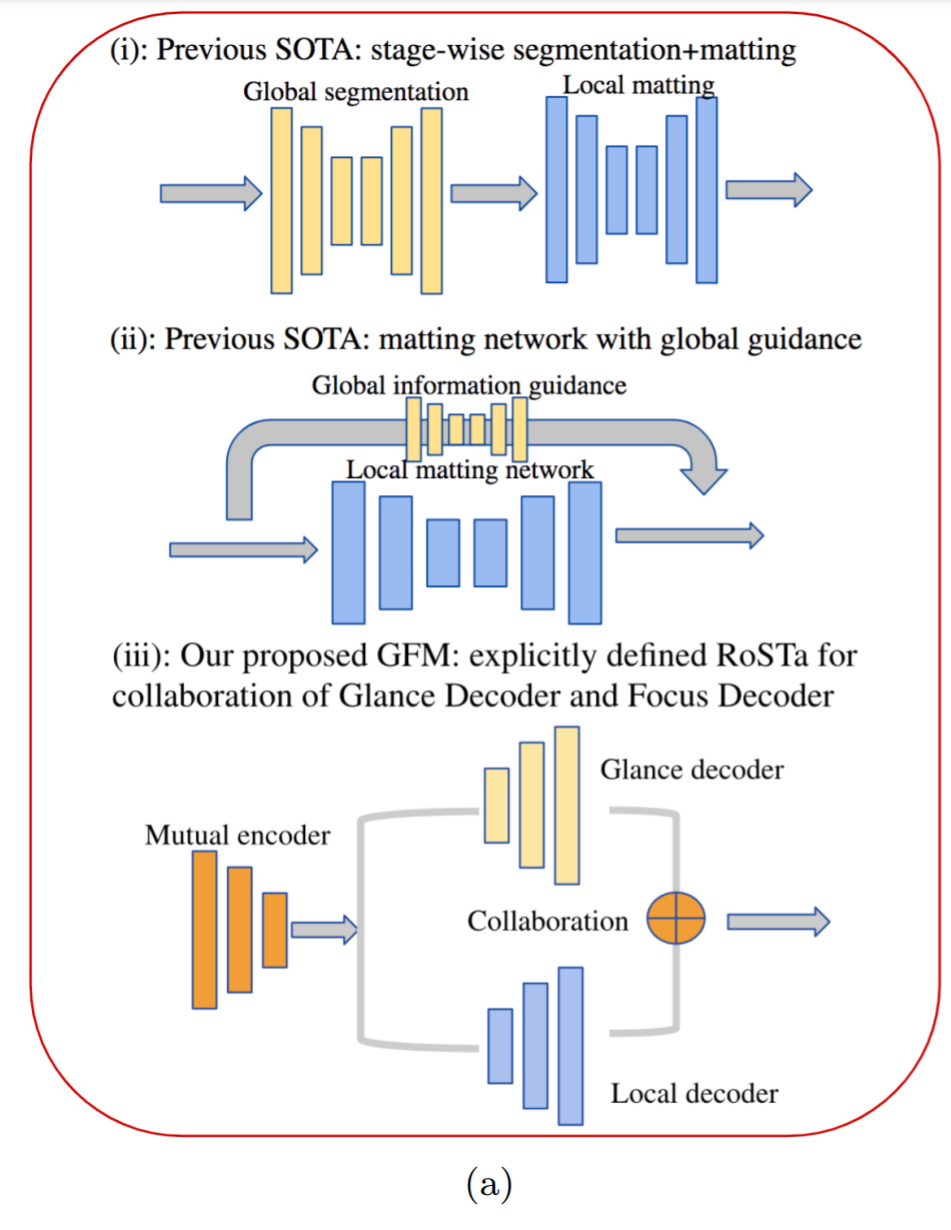 (i): Previous SOTA: stage-wise segmentation+matting
Global segmentation
Local matting
(ii): Previous SOTA: matting network with global guidance
Global information guidance
Local matting network
(iii): Our proposed GFM: explicitly defined RoSTa for
collaboration of Glance Decoder and Focus Decoder
Glance decoder
Mutual encoder
Collaboration
Local decoder
(a)